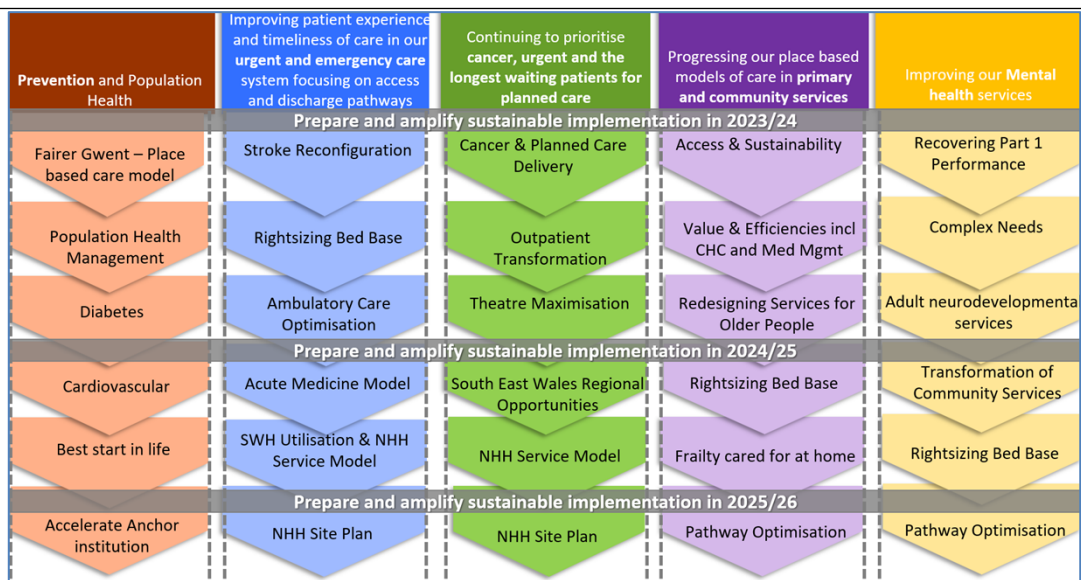 Prevention and Population
Health
Improving patient experience
and timeliness of care in our
urgent and emergency care
system focusing on access
and discharge pathways
Continuing to prioritise
cancer, urgent and the
longest waiting patients for
planned care
Progressing our place based
models of care in primary
and community services
Improving our Mental
health services
Prepare and amplify sustainable implementation in 2023/24
Fairer Gwent – Place
based care model
Stroke Reconfiguration
Cancer & Planned Care
Delivery
Access & Sustainability
Recovering Part 1
Performance
Population Health
Management
Rightsizing Bed Base
Outpatient
Transformation
Value & Efficiencies incl
CHC and Med Mgmt
Complex Needs
Diabetes
Ambulatory Care
Optimisation
Theatre Maximisation
Redesigning Services for
Older People
Adult neurodevelopmenta
services
Prepare and amplify sustainable implementation in 2024/25
Cardiovascular
Acute Medicine Model
South East Wales Regional
Opportunities
Rightsizing Bed Base
Transformation of
Community Services
Best start in life
SWH Utilisation & NHH
Service Model
NHH Service Model
Frailty cared for at home
Rightsizing Bed Base
Prepare and amplify sustainable implementation in 2025/26
Accelerate Anchor
institution
NHH Site Plan
NHH Site Plan
Pathway Optimisation
Pathway Optimisation